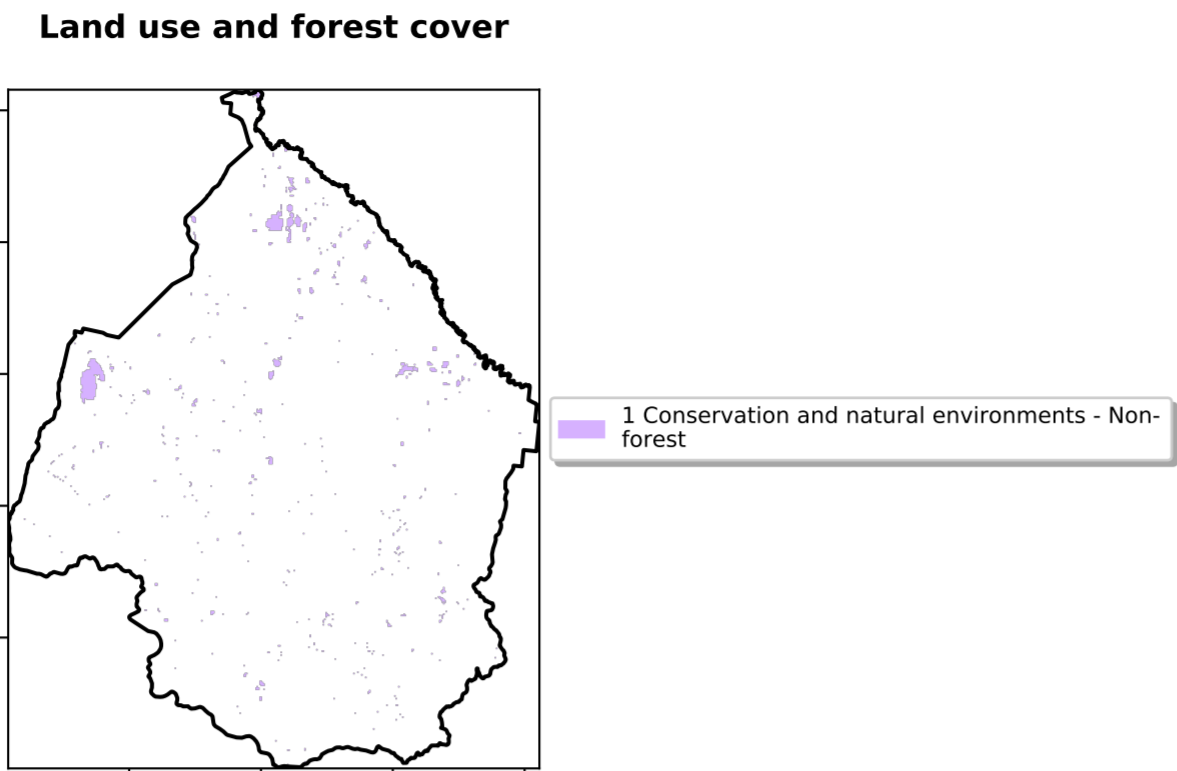 Land use and forest cover
1 Conservation and natural environments - Non-
forest